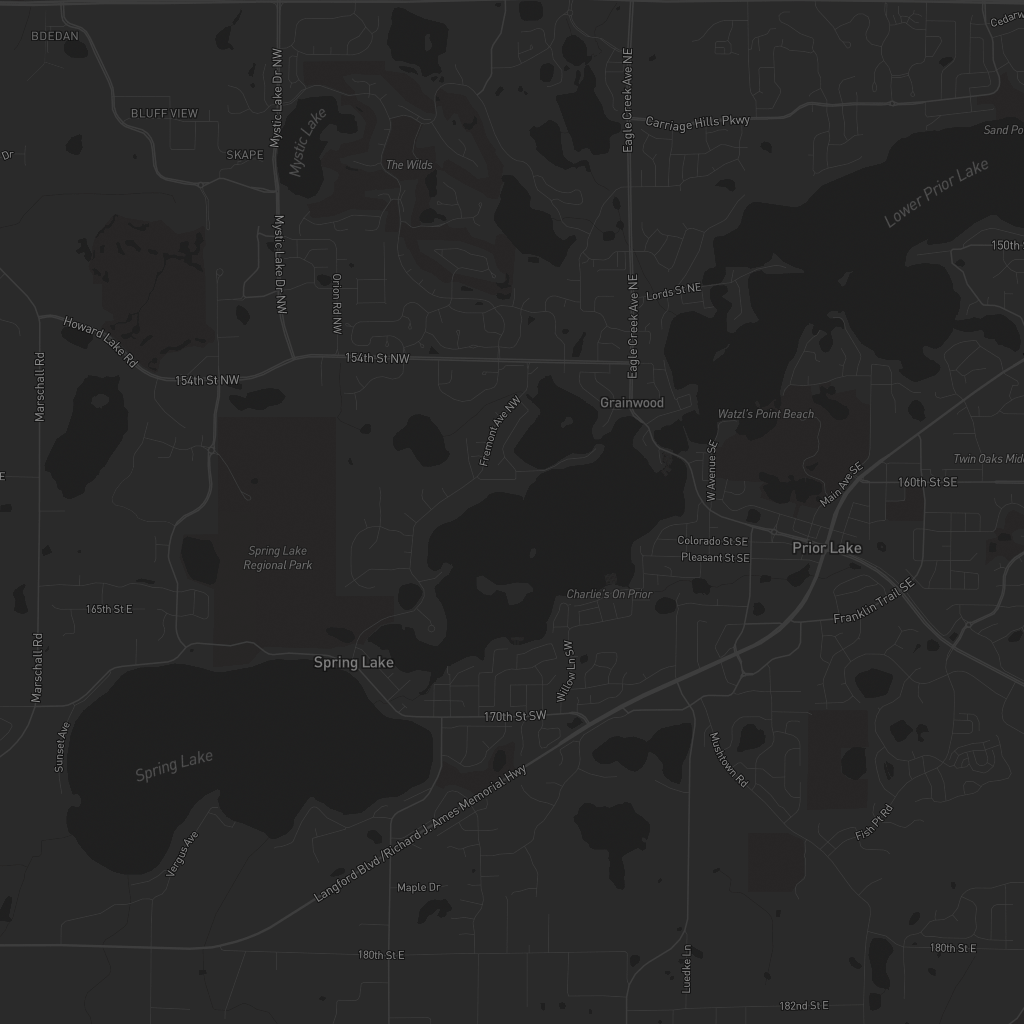 BDEDAN
Cedarw
BLUFF VIEW
Mystic Lake Dr NW
Mystic Lake
Eagle Creek Ave NE
Carriage Hills Pkwy
Sand Po
Dr
SKAPE
The Wilds
Lower Prior Lake
Mystic Lake Dr NW
150th
Orion Rd NW
Lords St NE
Eagle Creek Ave NE
Howard Lake Rd
154th St NW
154th St NW
Marschall Rd
Grainwood
Fremont Ave NW
Watzl's Point Beach
W Avenue SE
Twin Oaks Midd
E
Main Ave SE
160th St SE
Colorado St SE
Pleasant St SE
Prior Lake
Spring Lake
Regional Park
Charlie's On Prior
Franklin Trail SE
165th St E
Marschall Rd
Spring Lake
Willow Ln SW
170th St SW
Sunset Ave
Spring Lake
Mushtown Rd
Langford Blvd /Richard J. Ames Memorial Hwy
Fish Pt Rd
Vergus Ave
Maple Dr
180th St E
Luedke Ln
180th St E
182nd St E